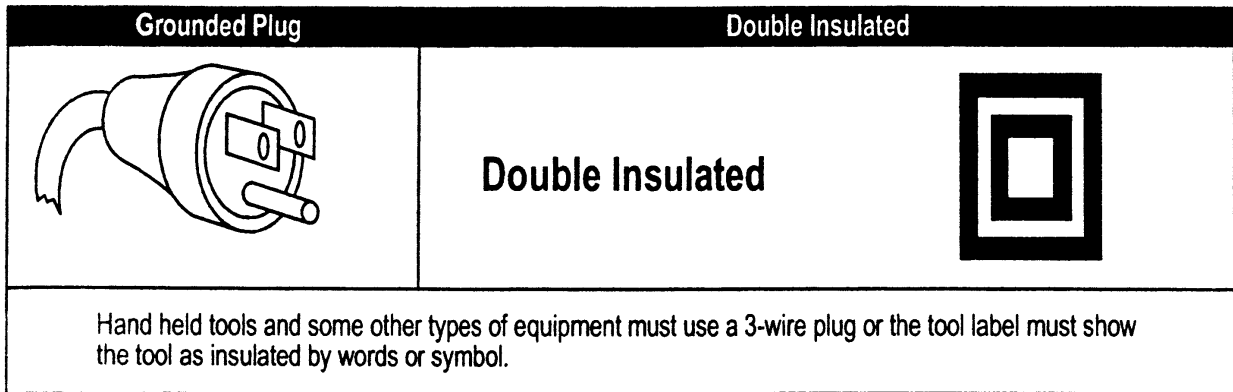 Grounded Plug
Double Insulated
Double Insulated
Hand held tools and some other types of equipment must use a 3-wire plug or the tool label must show
the tool as insulated by words or symbol.